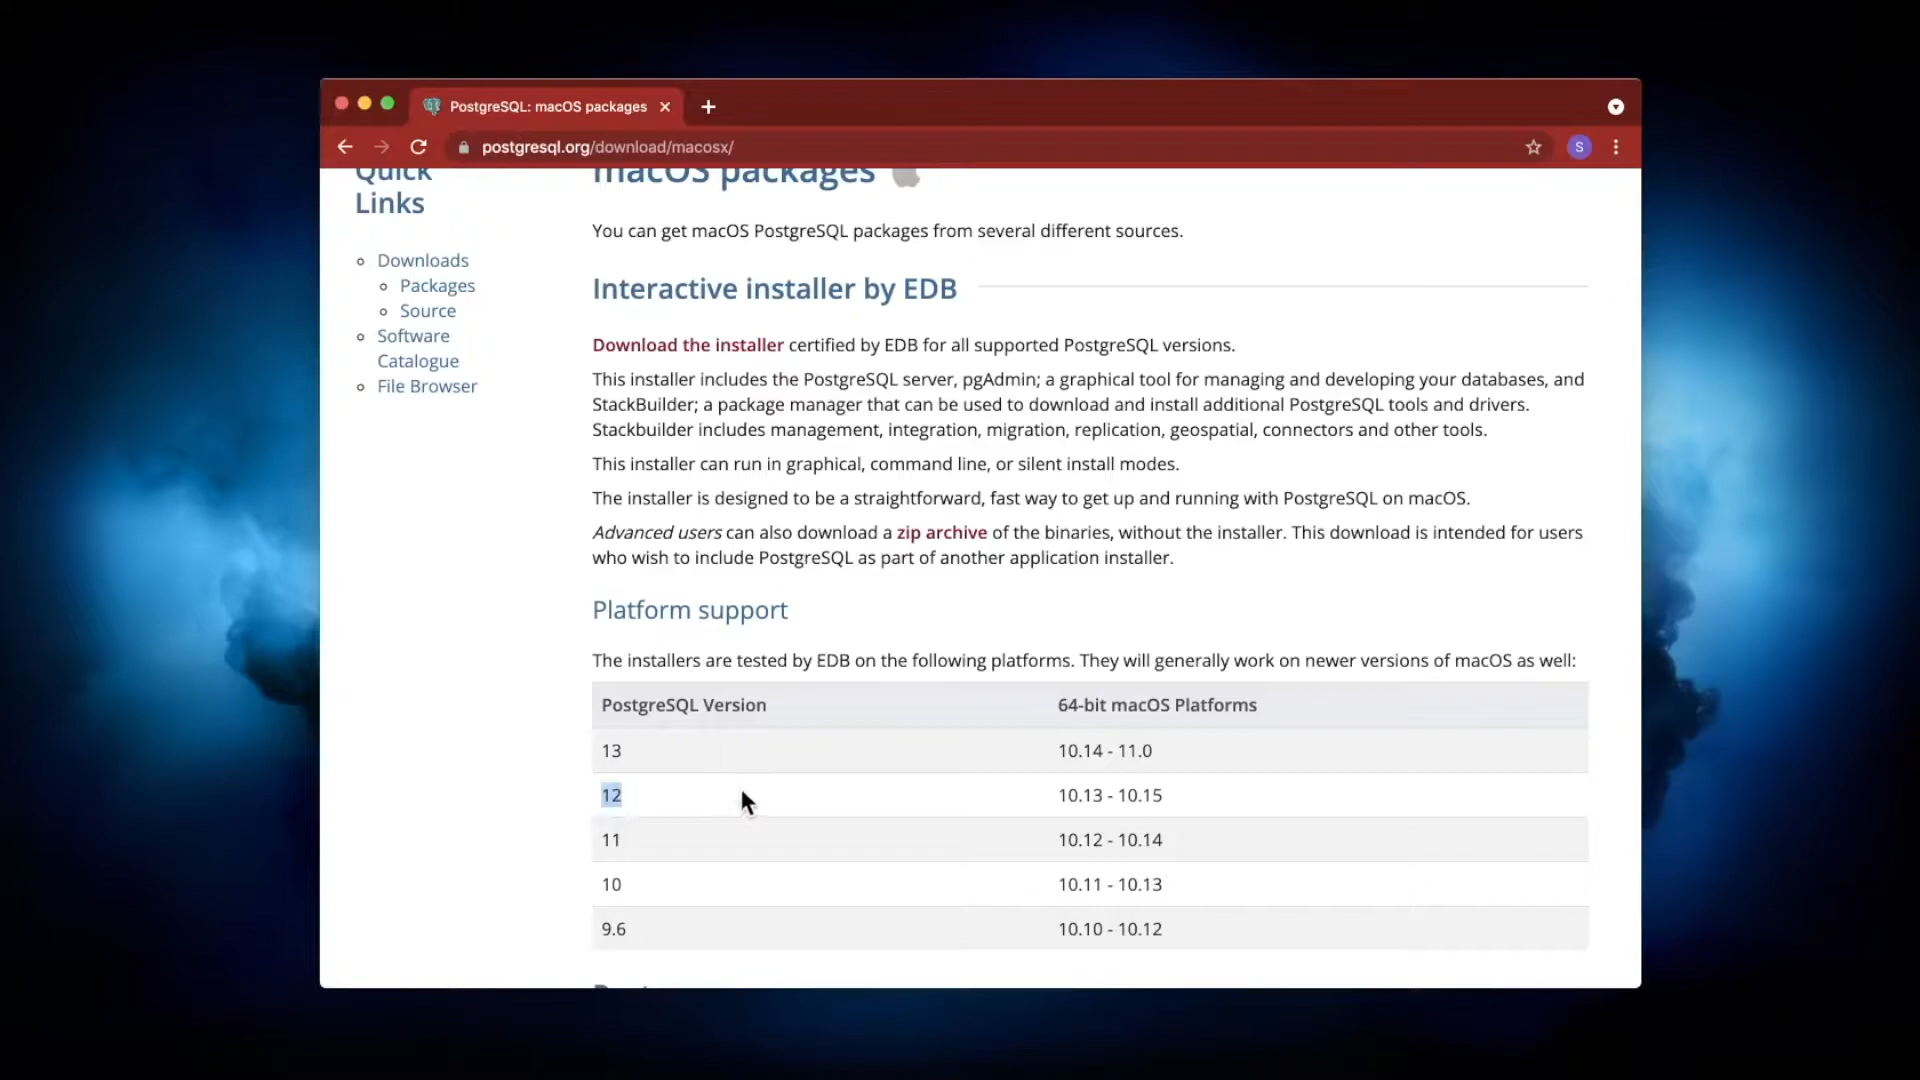 PostgreSQL: macOS packages
postgresql.org/download/macosx/
S
Quick
Links
Downloads
Packages
Source
Software
Catalogue
File Browser
macOS packages
You can get macOS PostgreSQL packages from several different sources.
Interactive installer by EDB
Download the installer certified by EDB for all supported PostgreSQL versions.
This installer includes the PostgreSQL server, pgAdmin; a graphical tool for managing and developing your databases, and
StackBuilder; a package manager that can be used to download and install additional PostgreSQL tools and drivers.
Stackbuilder includes management, integration, migration, replication, geospatial, connectors and other tools.
This installer can run in graphical, command line, or silent install modes.
The installer is designed to be a straightforward, fast way to get up and running with PostgreSQL on macOS.
Advanced users can also download a zip archive of the binaries, without the installer. This download is intended for users
who wish to include PostgreSQL as part of another application installer.
Platform support
The installers are tested by EDB on the following platforms. They will generally work on newer versions of macOS as well:
PostgreSQL Version 64-bit macOS Platforms
13 10.14 - 11.0
12 10.13 - 10.15
11 10.12 - 10.14
10 10.11 - 10.13
9.6 10.10 - 10.12